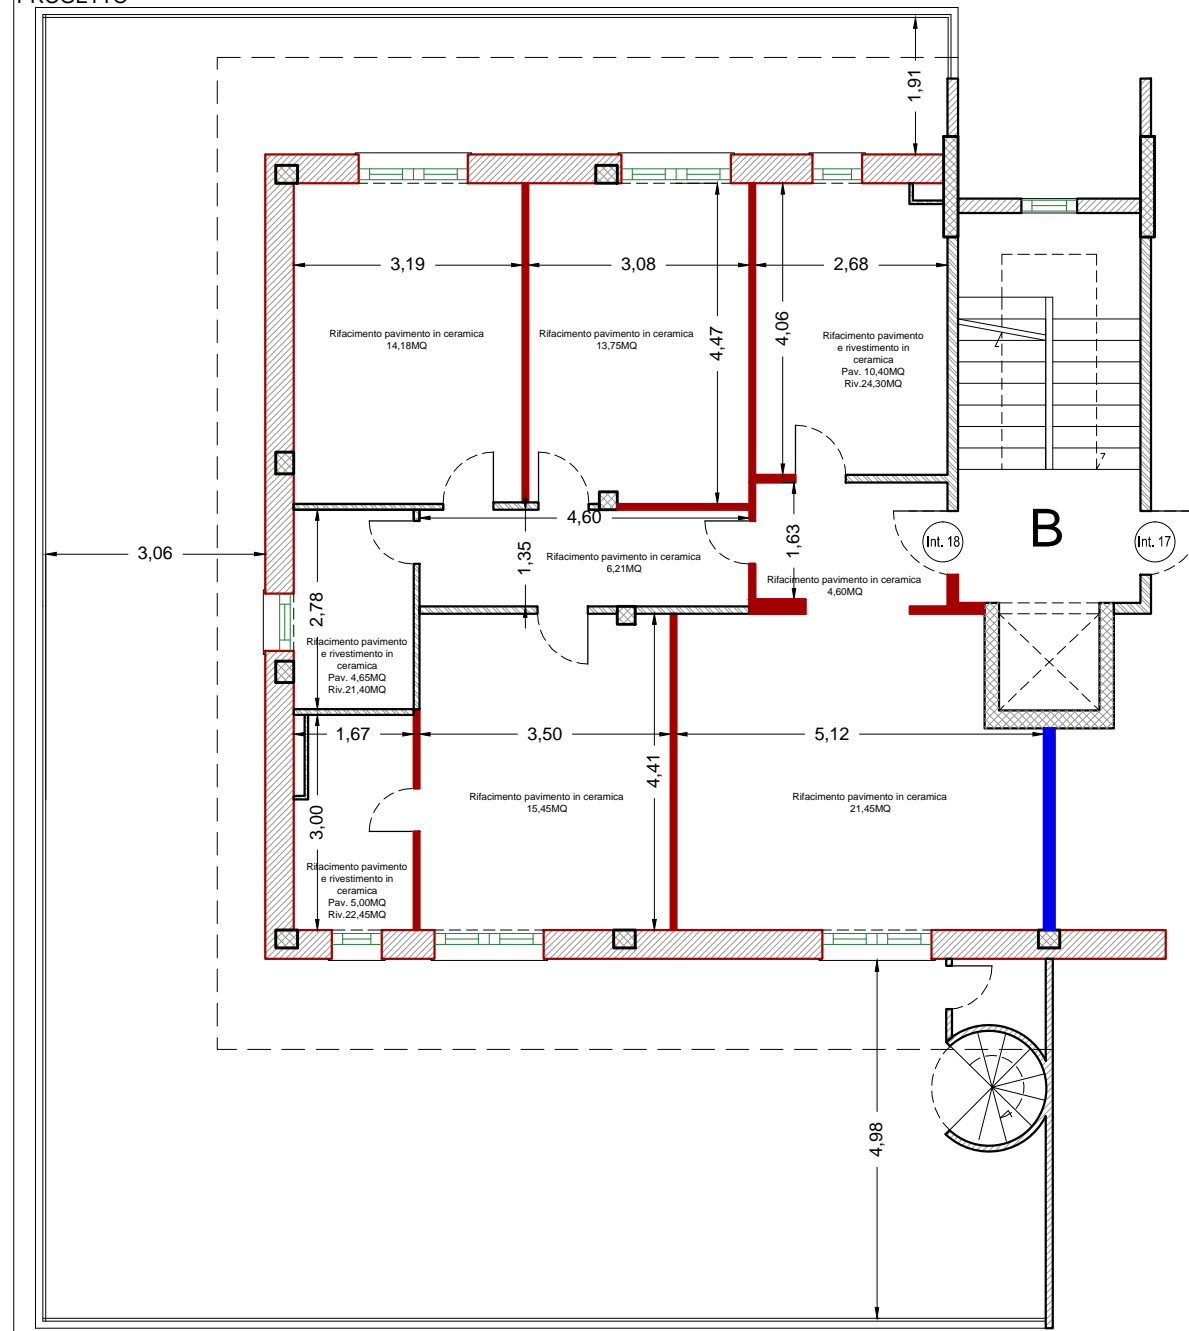 PROGETTO
1,91
3,19
3,08
2,68
4,06
4,47
Rifacimento pavimento in ceramica
14,18MQ
Rifacimento pavimento in ceramica
13,75MQ
Rifacimento pavimento
e rivestimento in
ceramica
Pav. 10,40MQ
Riv.24,30MQ
4,60
1,35
1,63
Int. 18
B
Int. 17
3,06
Rifacimento pavimento in ceramica
6,21MQ
Rifacimento pavimento in ceramica
4,60MQ
2,78
Rifacimento pavimento
e rivestimento in
ceramica
Pav. 4,65MQ
Riv.21,40MQ
1,67
3,50
5,12
4,41
3,00
Rifacimento pavimento in ceramica
15,45MQ
Rifacimento pavimento in ceramica
21,45MQ
Rifacimento pavimento
e rivestimento in
ceramica
Pav. 5,00MQ
Riv.22,45MQ
4,98